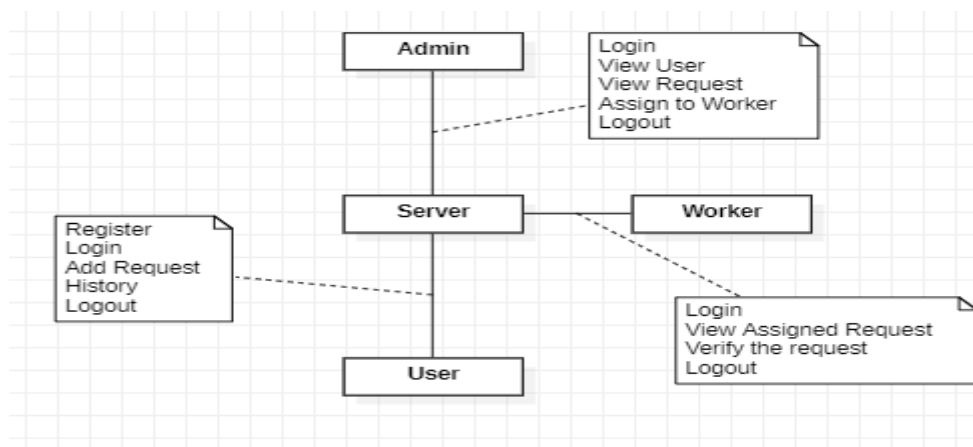 Admin
Login
View User
View Request
Assign to Worker
Logout
Server
Worker
Register
Login
Add Request
History
Logout
Login
View Assigned Request
Verify the request
Logout
User